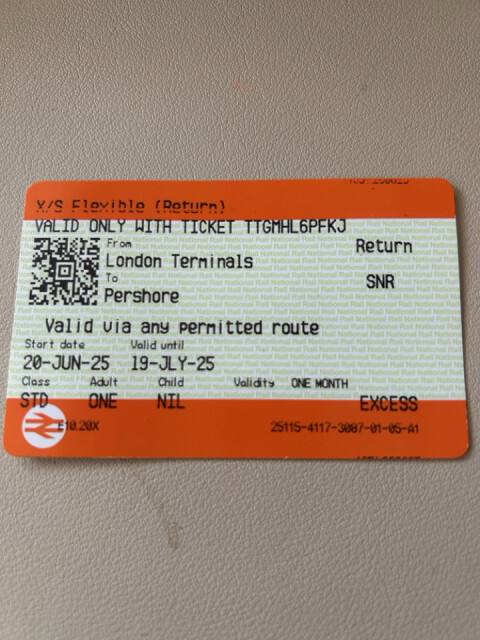 X/S Flexible (Return)
VALID ONLY WITH TICKET TTGMHL6PFKJ
From
Return
London Terminals
To
SNR
Pershore
Valid via any permitted route
Start date Valid until
20-JUN-25 19-JLY-25
Class Adult Child Validity ONE MONTH
STD ONE NIL EXCESS
£10.20X 25115-4117-3087-01-05-A1